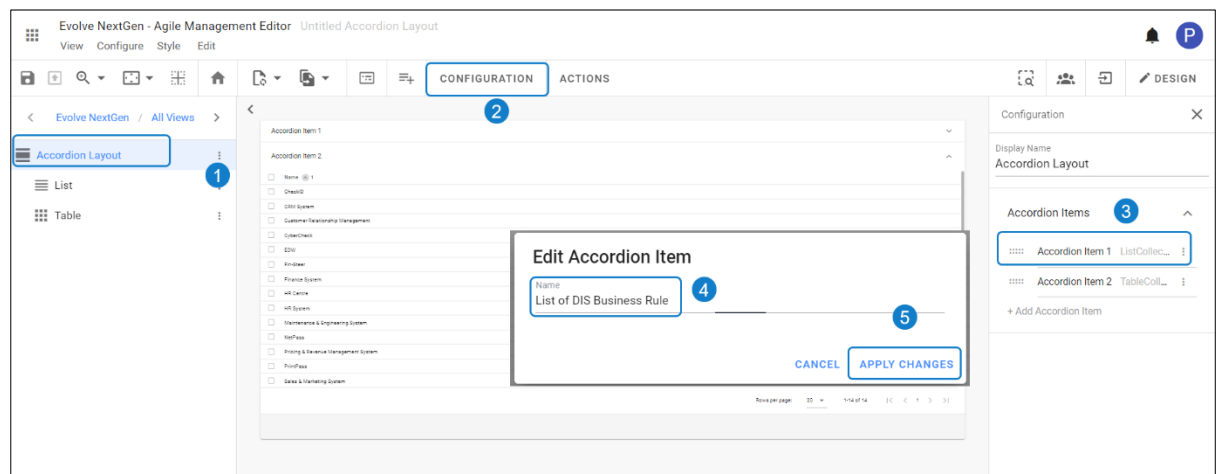 Evolve NextGen - Agile Management Editor Untitled Accordion Layout
View Configure Style Edit
P
CONFIGURATION ACTIONS
DESIGN
2
Evolve NextGen / All Views
Accordion Layout
1
List
Table
Accordion Item 1
Accordion Item 2
Name 1
CheckID
CRM System
Customer Relationship Management
CyberCheck
EDW
Fin-Steer
Finance System
HR Centre
HR System
Maintenance & Engineering System
NetPass
Pricing & Revenue Management System
PrintPass
Sales & Marketing System
Rows per page: 20 1-14 of 14 |< < 1 > >|
Edit Accordion Item
Name
List of DIS Business Rule
4
5
CANCEL APPLY CHANGES
Configuration
Display Name
Accordion Layout
Accordion Items 3
Accordion Item 1 ListCollec...
Accordion Item 2 TableColl...
+ Add Accordion Item